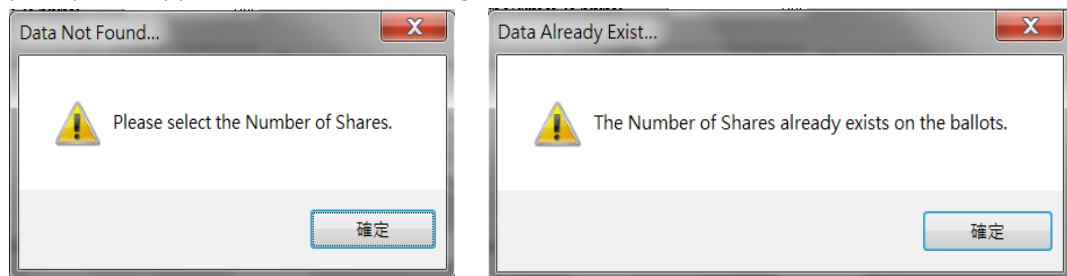 Data Not Found...
X
Please select the Number of Shares.
確定
Data Already Exist...
X
The Number of Shares already exists on the ballots.
確定